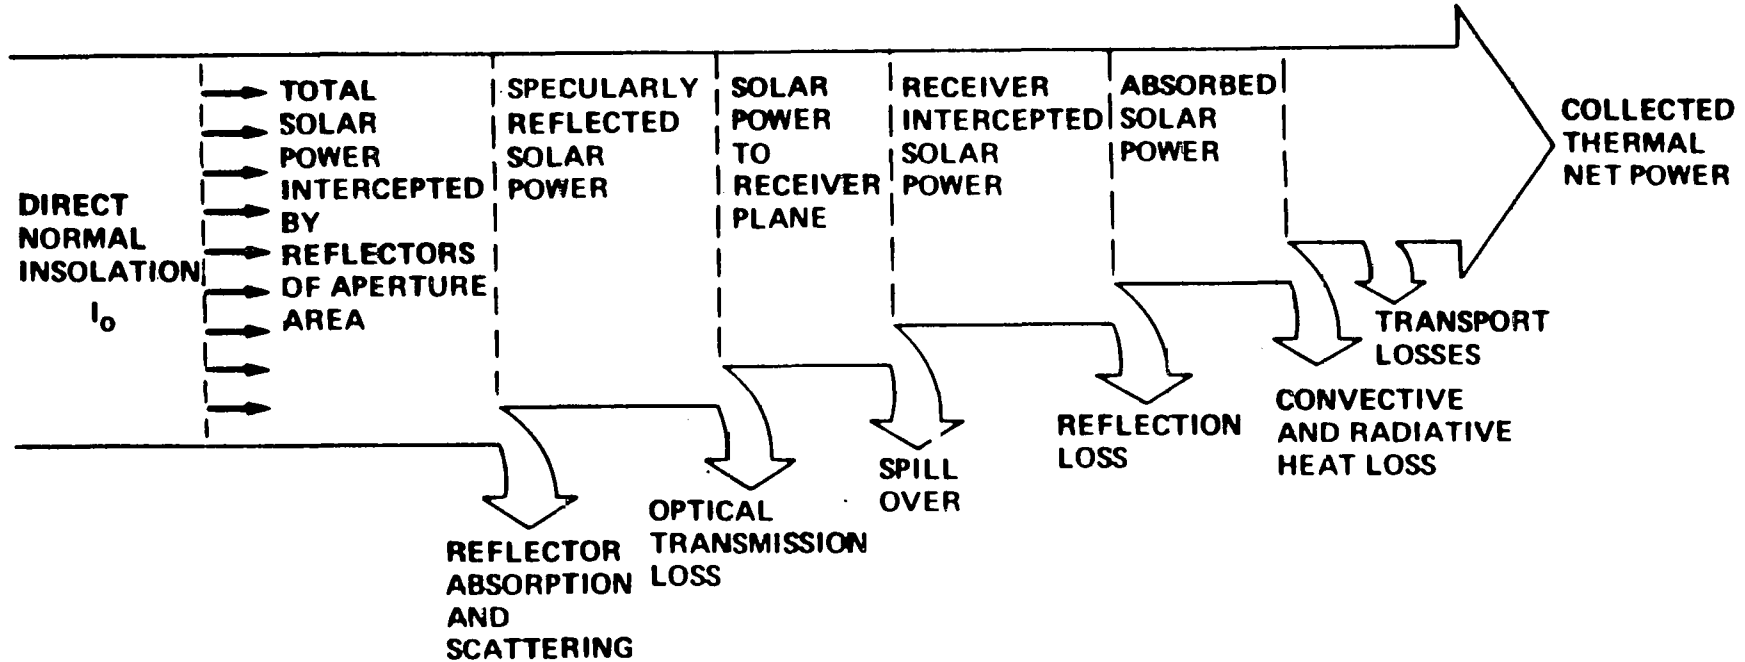 DIRECT
NORMAL
INSOLATION
I₀
TOTAL
SOLAR
POWER
INTERCEPTED
BY
REFLECTORS
OF APERTURE
AREA
SPECULARLY
REFLECTED
SOLAR
POWER
SOLAR
POWER
TO
RECEIVER
PLANE
RECEIVER
INTERCEPTED
SOLAR
POWER
ABSORBED
SOLAR
POWER
COLLECTED
THERMAL
NET POWER
REFLECTOR
ABSORPTION
AND
SCATTERING
OPTICAL
TRANSMISSION
LOSS
SPILL
OVER
REFLECTION
LOSS
CONVECTIVE
AND RADIATIVE
HEAT LOSS
TRANSPORT
LOSSES